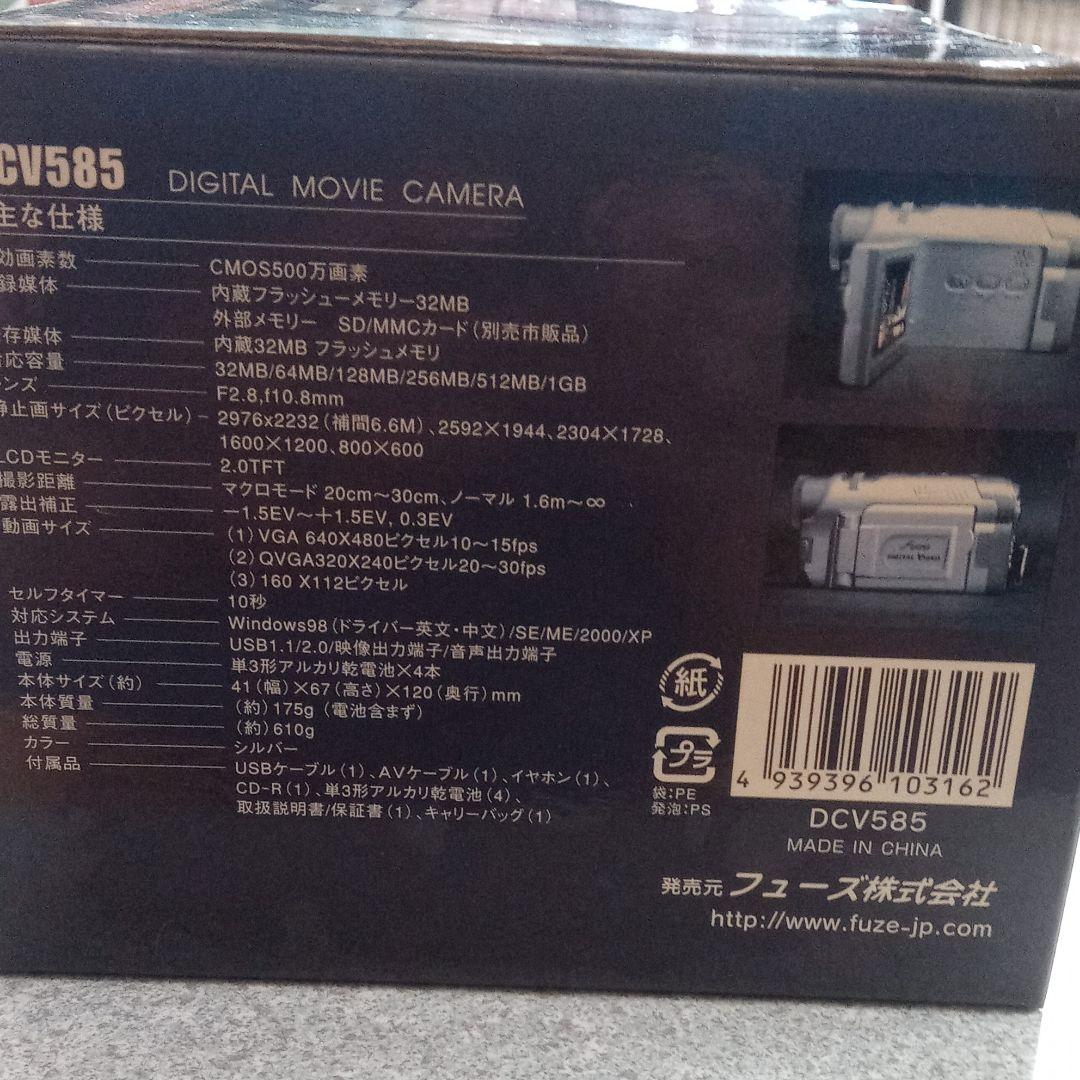 CV585 DIGITAL MOVIE CAMERA
主な仕様
効画素数 CMOS500万画素
録媒体 内蔵フラッシューメモリー32MB
外部メモリー SD/MMCカード(別売市販品)
存媒体 内蔵32MB フラッシュメモリ
応容量 32MB/64MB/128MB/256MB/512MB/1GB
ンズ F2.8,f10.8mm
静止画サイズ(ピクセル) 2976x2232(補間6.6M)、2592×1944、2304×1728、
1600×1200、800×600
LCDモニター 2.0TFT
撮影距離 マクロモード 20cm〜30cm、ノーマル 1.6m〜∞
露出補正 −1.5EV〜+1.5EV, 0.3EV
動画サイズ (1)VGA 640X480ピクセル10〜15fps
(2)QVGA320X240ピクセル20〜30fps
(3)160 X112ピクセル
セルフタイマー 10秒
対応システム Windows98(ドライバー英文・中文)/SE/ME/2000/XP
出力端子 USB1.1/2.0/映像出力端子/音声出力端子
電源 単3形アルカリ乾電池×4本
本体サイズ(約) 41(幅)×67(高さ)×120(奥行)mm
本体質量 (約)175g(電池含まず)
総質量 (約)610g
カラー シルバー
付属品 USBケーブル(1)、AVケーブル(1)、イヤホン(1)、
CD-R(1)、単3形アルカリ乾電池(4)、
取扱説明書/保証書(1)、キャリーバッグ(1)
紙
プラ
袋:PE
発泡:PS
4 939396 103162
DCV585
MADE IN CHINA
発売元 フューズ株式会社
http://www.fuze-jp.com